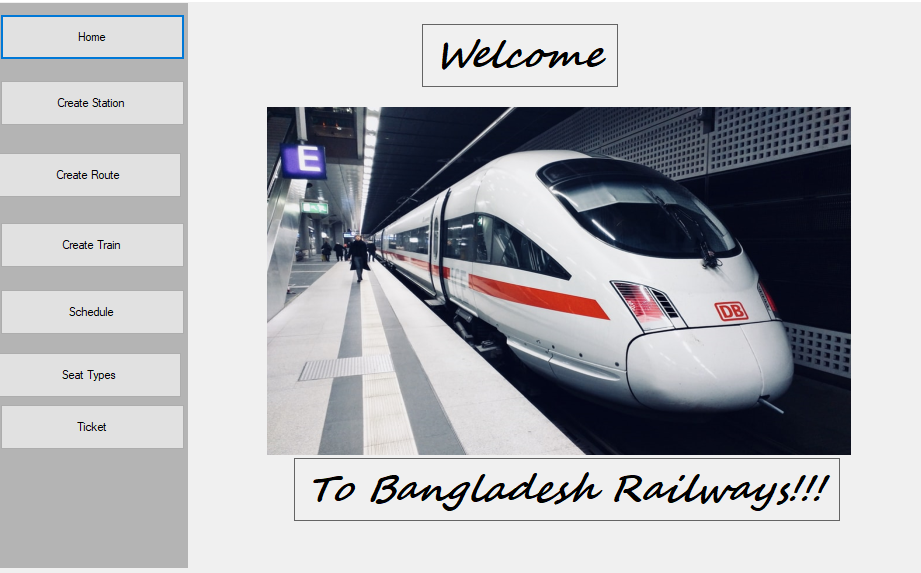 Home
Create Station
Create Route
Create Train
Schedule
Seat Types
Ticket
Welcome
E
DB
To Bangladesh Railways!!!